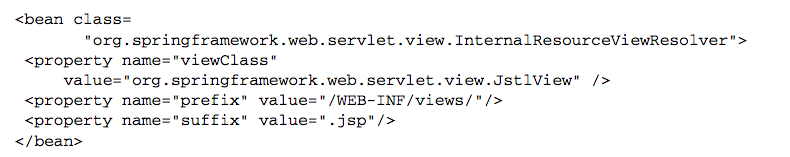 <bean class=
"org.springframework.web.servlet.view.InternalResourceViewResolver">
<property name="viewClass"
value="org.springframework.web.servlet.view.JstlView" />
<property name="prefix" value="/WEB-INF/views/"/>
<property name="suffix" value=".jsp"/>
</bean>